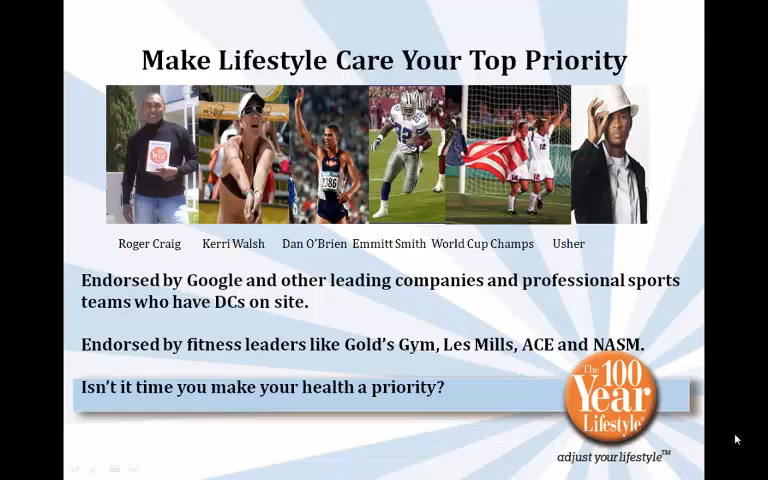 Make Lifestyle Care Your Top Priority
Roger Craig Kerri Walsh Dan O'Brien Emmitt Smith World Cup Champs Usher
Endorsed by Google and other leading companies and professional sports
teams who have DCs on site.
Endorsed by fitness leaders like Gold's Gym, Les Mills, ACE and NASM.
Isn't it time you make your health a priority?
The 100
Year
Lifestyle®
adjust your lifestyle™